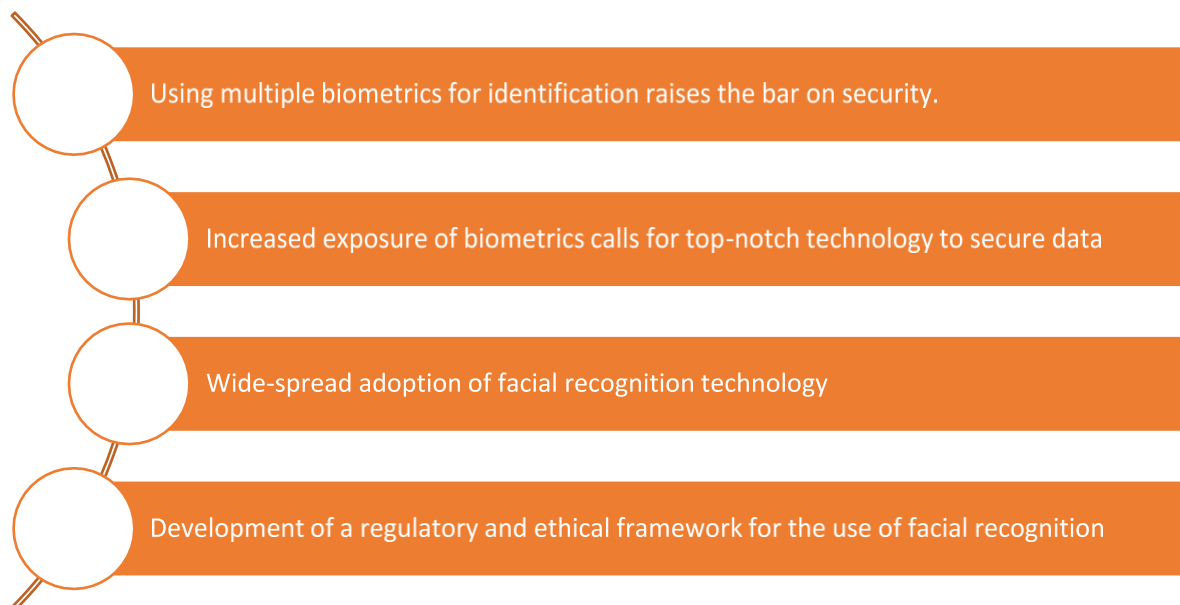 Using multiple biometrics for identification raises the bar on security.
Increased exposure of biometrics calls for top-notch technology to secure data
Wide-spread adoption of facial recognition technology
Development of a regulatory and ethical framework for the use of facial recognition